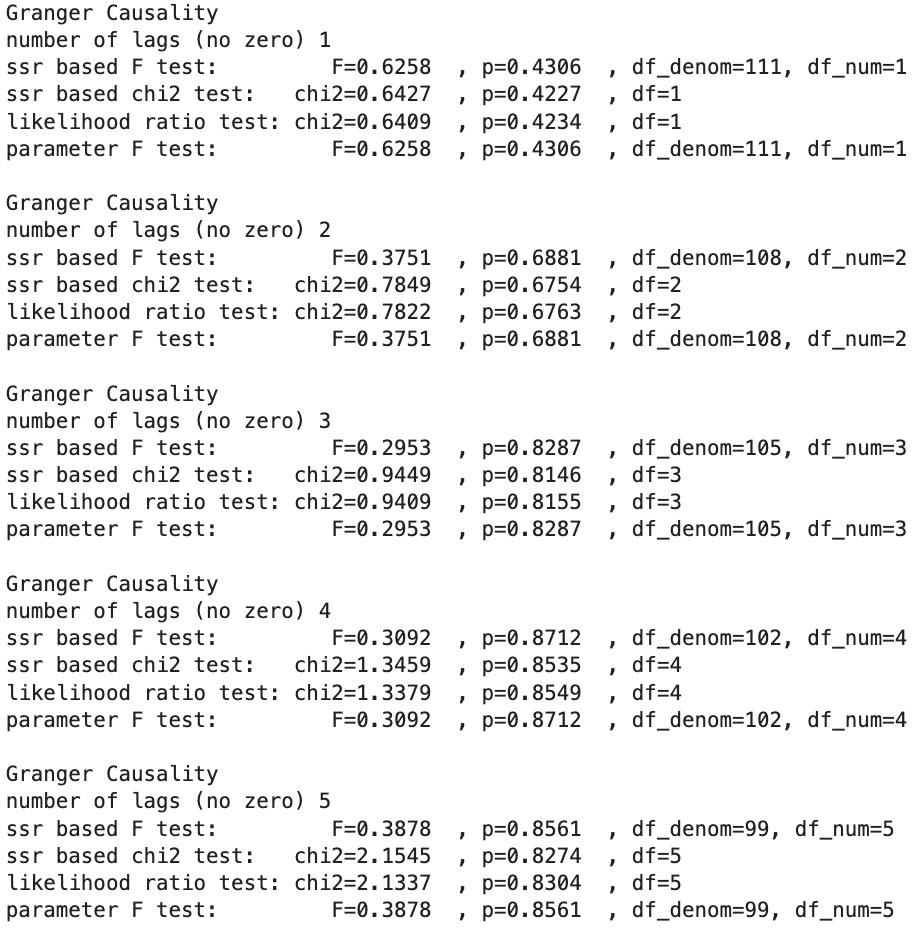 Granger Causality
number of lags (no zero) 1
ssr based F test:         F=0.6258  , p=0.4306  , df_denom=111, df_num=1
ssr based chi2 test:   chi2=0.6427  , p=0.4227  , df=1
likelihood ratio test: chi2=0.6409  , p=0.4234  , df=1
parameter F test:         F=0.6258  , p=0.4306  , df_denom=111, df_num=1

Granger Causality
number of lags (no zero) 2
ssr based F test:         F=0.3751  , p=0.6881  , df_denom=108, df_num=2
ssr based chi2 test:   chi2=0.7849  , p=0.6754  , df=2
likelihood ratio test: chi2=0.7822  , p=0.6763  , df=2
parameter F test:         F=0.3751  , p=0.6881  , df_denom=108, df_num=2

Granger Causality
number of lags (no zero) 3
ssr based F test:         F=0.2953  , p=0.8287  , df_denom=105, df_num=3
ssr based chi2 test:   chi2=0.9449  , p=0.8146  , df=3
likelihood ratio test: chi2=0.9409  , p=0.8155  , df=3
parameter F test:         F=0.2953  , p=0.8287  , df_denom=105, df_num=3

Granger Causality
number of lags (no zero) 4
ssr based F test:         F=0.3092  , p=0.8712  , df_denom=102, df_num=4
ssr based chi2 test:   chi2=1.3459  , p=0.8535  , df=4
likelihood ratio test: chi2=1.3379  , p=0.8549  , df=4
parameter F test:         F=0.3092  , p=0.8712  , df_denom=102, df_num=4

Granger Causality
number of lags (no zero) 5
ssr based F test:         F=0.3878  , p=0.8561  , df_denom=99, df_num=5
ssr based chi2 test:   chi2=2.1545  , p=0.8274  , df=5
likelihood ratio test: chi2=2.1337  , p=0.8304  , df=5
parameter F test:         F=0.3878  , p=0.8561  , df_denom=99, df_num=5